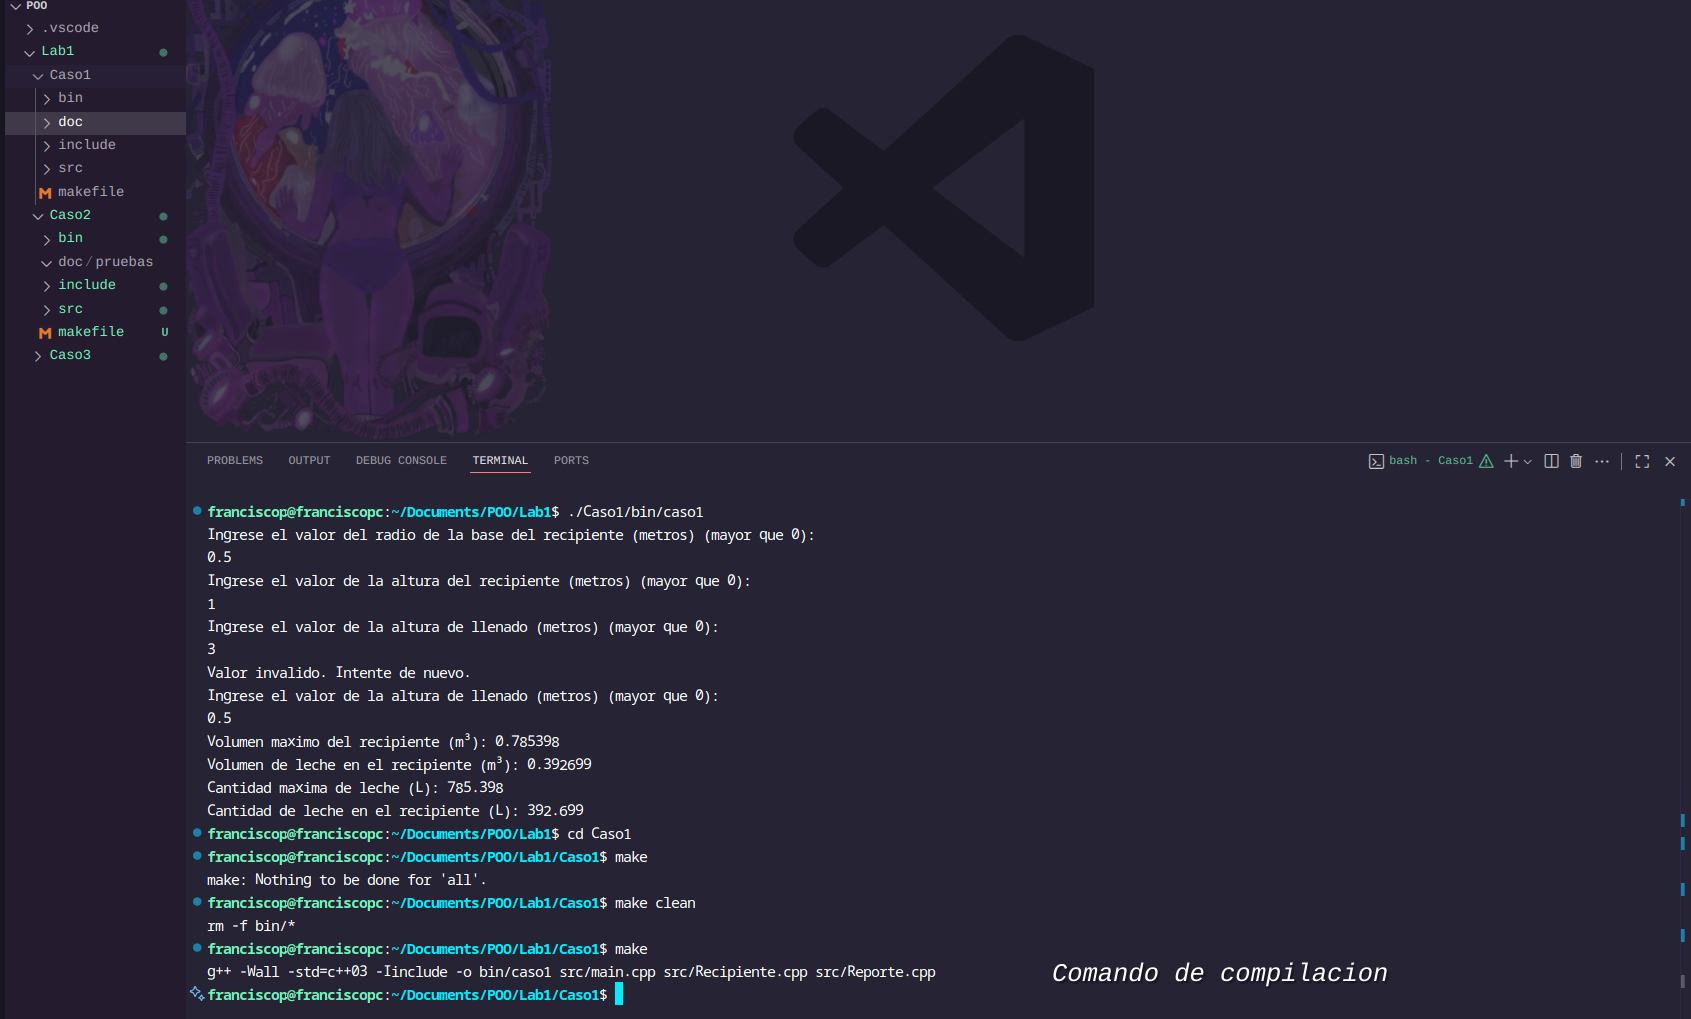 POO
.vscode
Lab1
Caso1
bin
doc
include
src
makefile
Caso2
bin
doc/pruebas
include
src
makefile U
Caso3
PROBLEMS OUTPUT DEBUG CONSOLE TERMINAL PORTS bash - Caso1
franciscop@franciscopc:~/Documents/POO/Lab1$ ./Caso1/bin/caso1
Ingrese el valor del radio de la base del recipiente (metros) (mayor que 0):
0.5
Ingrese el valor de la altura del recipiente (metros) (mayor que 0):
1
Ingrese el valor de la altura de llenado (metros) (mayor que 0):
3
Valor invalido. Intente de nuevo.
Ingrese el valor de la altura de llenado (metros) (mayor que 0):
0.5
Volumen maximo del recipiente (m³): 0.785398
Volumen de leche en el recipiente (m³): 0.392699
Cantidad maxima de leche (L): 785.398
Cantidad de leche en el recipiente (L): 392.699
franciscop@franciscopc:~/Documents/POO/Lab1$ cd Caso1
franciscop@franciscopc:~/Documents/POO/Lab1/Caso1$ make
make: Nothing to be done for 'all'.
franciscop@franciscopc:~/Documents/POO/Lab1/Caso1$ make clean
rm -f bin/*
franciscop@franciscopc:~/Documents/POO/Lab1/Caso1$ make
g++ -Wall -std=c++03 -Iinclude -o bin/caso1 src/main.cpp src/Recipiente.cpp src/Reporte.cpp Comando de compilacion
franciscop@franciscopc:~/Documents/POO/Lab1/Caso1$